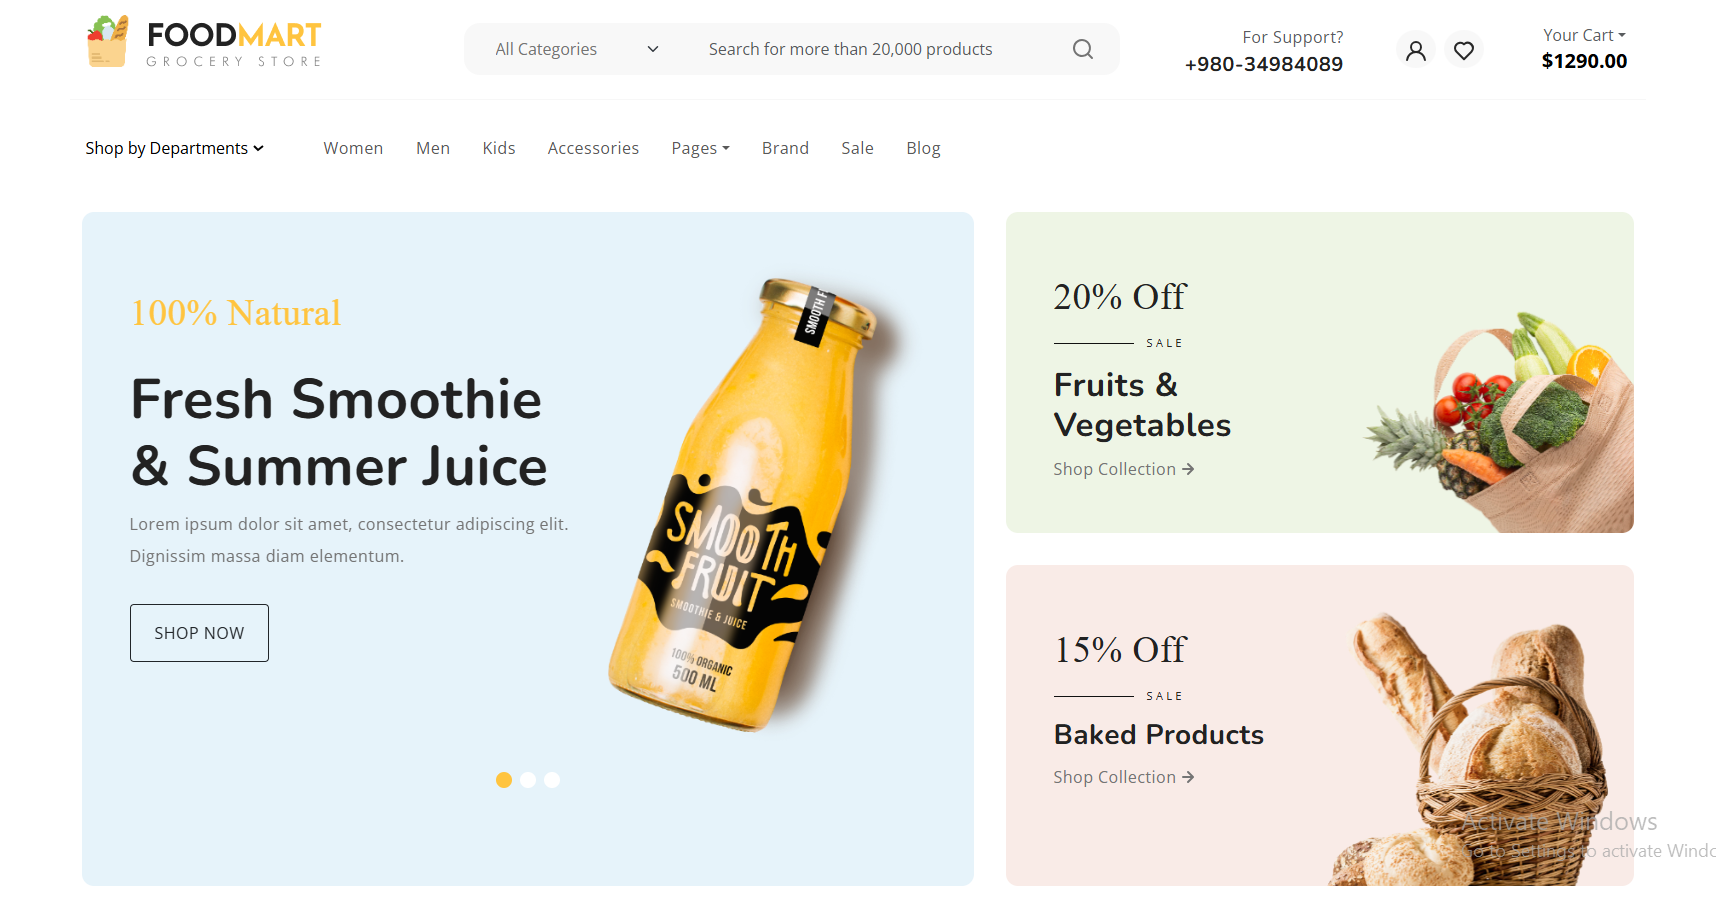 FOODMART
GROCERY STORE
All Categories
Search for more than 20,000 products
For Support?
+980-34984089
Your Cart
$1290.00
Shop by Departments
Women Men Kids Accessories Pages Brand Sale Blog
100% Natural
Fresh Smoothie
& Summer Juice
Lorem ipsum dolor sit amet, consectetur adipiscing elit.
Dignissim massa diam elementum.
SHOP NOW
SMOOTH F
SMOOTH
FRUIT
SMOOTHIE & JUICE
100% ORGANIC
500 ML
20% Off
SALE
Fruits &
Vegetables
Shop Collection
15% Off
SALE
Baked Products
Shop Collection
Activate Windows
Go to Settings to activate Windo